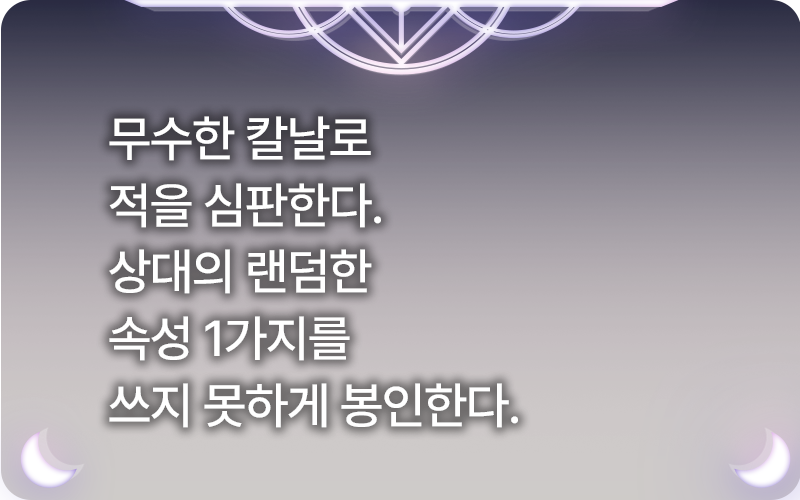 무수한 칼날로
적을 심판한다.
상대의 랜덤한
속성 1가지를
쓰지 못하게 봉인한다.